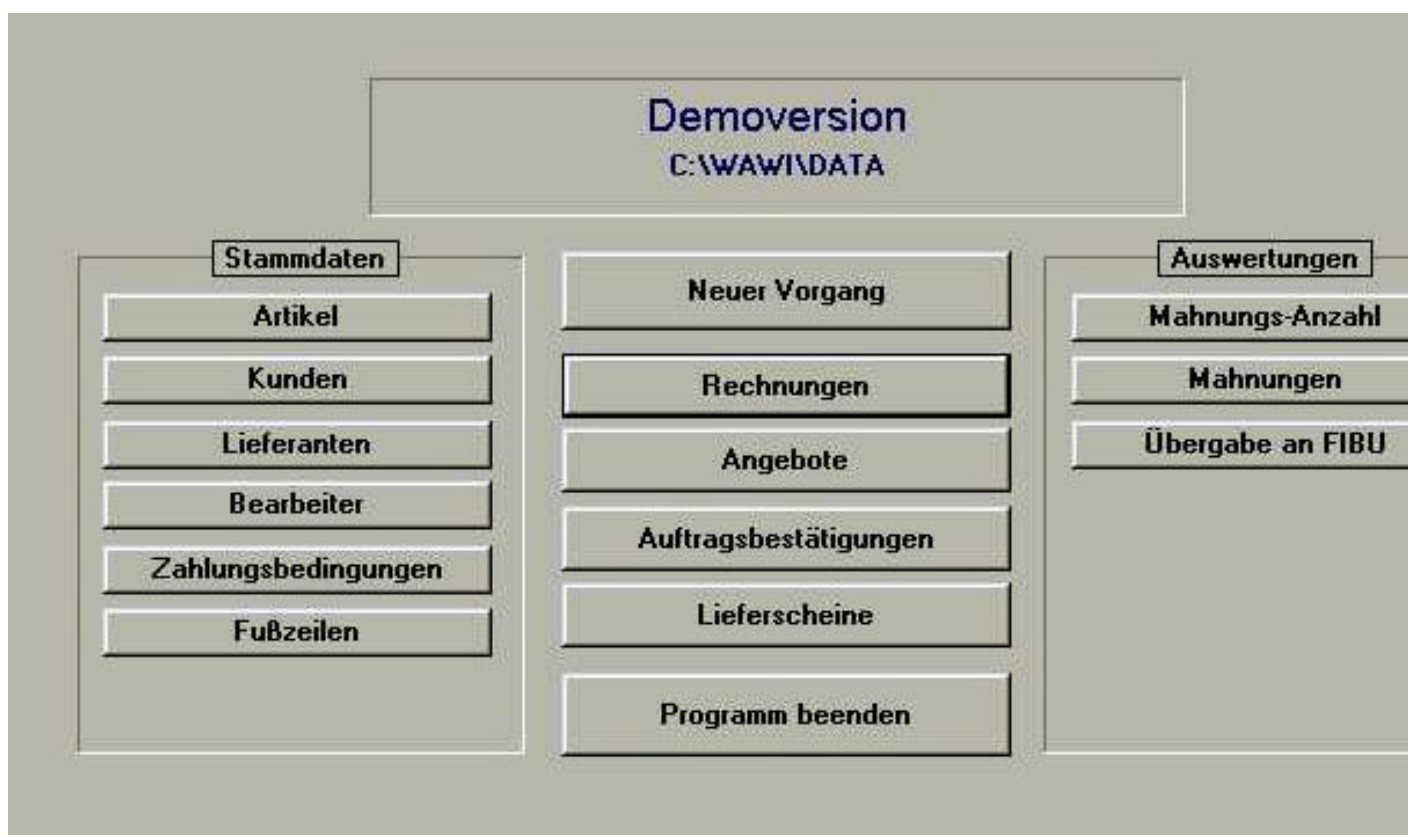 Demoversion
C:\WAWI\DATA
Stammdaten
Artikel
Kunden
Lieferanten
Bearbeiter
Zahlungsbedingungen
Fußzeilen
Neuer Vorgang
Rechnungen
Angebote
Auftragsbestätigungen
Lieferscheine
Programm beenden
Auswertungen
Mahnungs-Anzahl
Mahnungen
Übergabe an FIBU